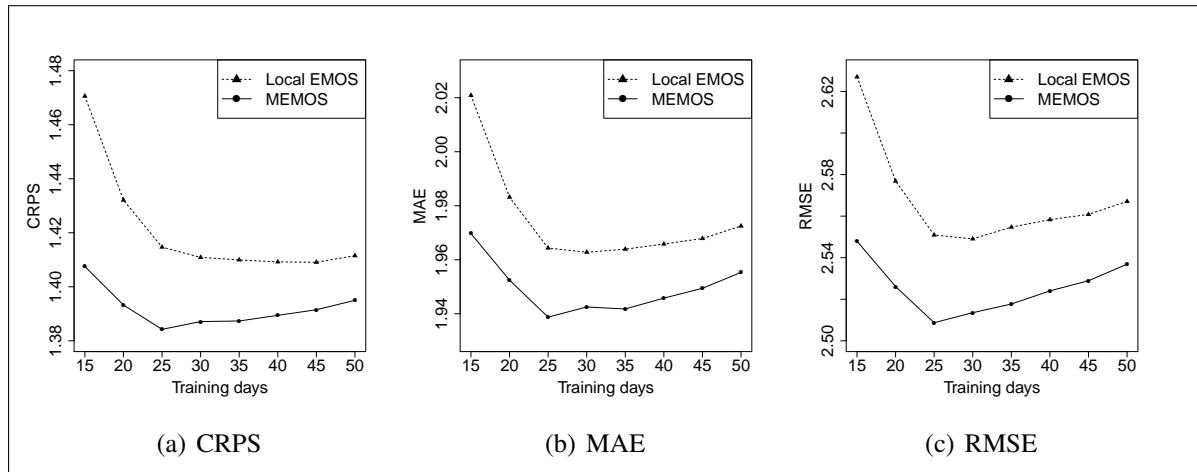 Local EMOS
MEMOS
CRPS
1.38 1.40 1.42 1.44 1.46 1.48
15 20 25 30 35 40 45 50
Training days
(a) CRPS
Local EMOS
MEMOS
MAE
1.94 1.96 1.98 2.00 2.02
15 20 25 30 35 40 45 50
Training days
(b) MAE
Local EMOS
MEMOS
RMSE
2.50 2.54 2.58 2.62
15 20 25 30 35 40 45 50
Training days
(c) RMSE